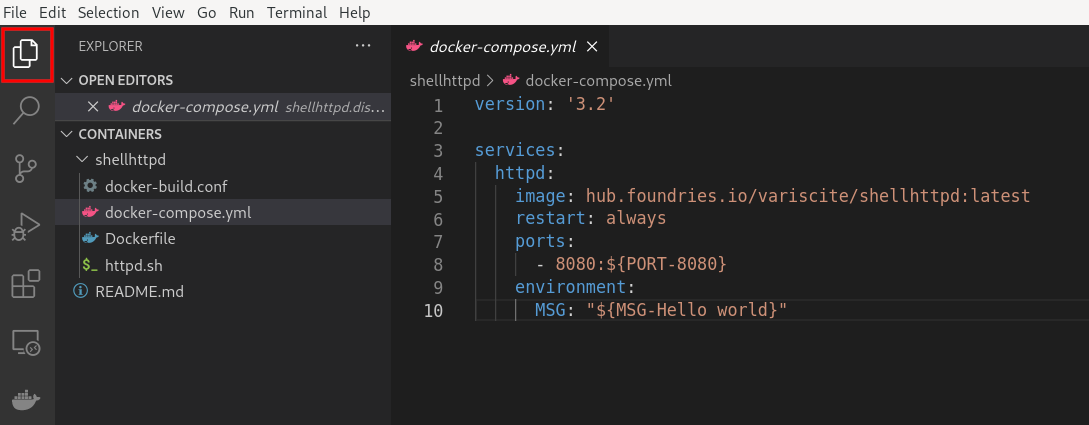 File Edit Selection View Go Run Terminal Help
EXPLORER ···
OPEN EDITORS
docker-compose.yml shellhttpd.dis...
CONTAINERS
shellhttpd
docker-build.conf
docker-compose.yml
Dockerfile
$_ httpd.sh
README.md
docker-compose.yml
shellhttpd > docker-compose.yml
1 version: '3.2'
2
3 services:
4 httpd:
5 image: hub.foundries.io/variscite/shellhttpd:latest
6 restart: always
7 ports:
8 - 8080:${PORT-8080}
9 environment:
10 MSG: "${MSG-Hello world}"